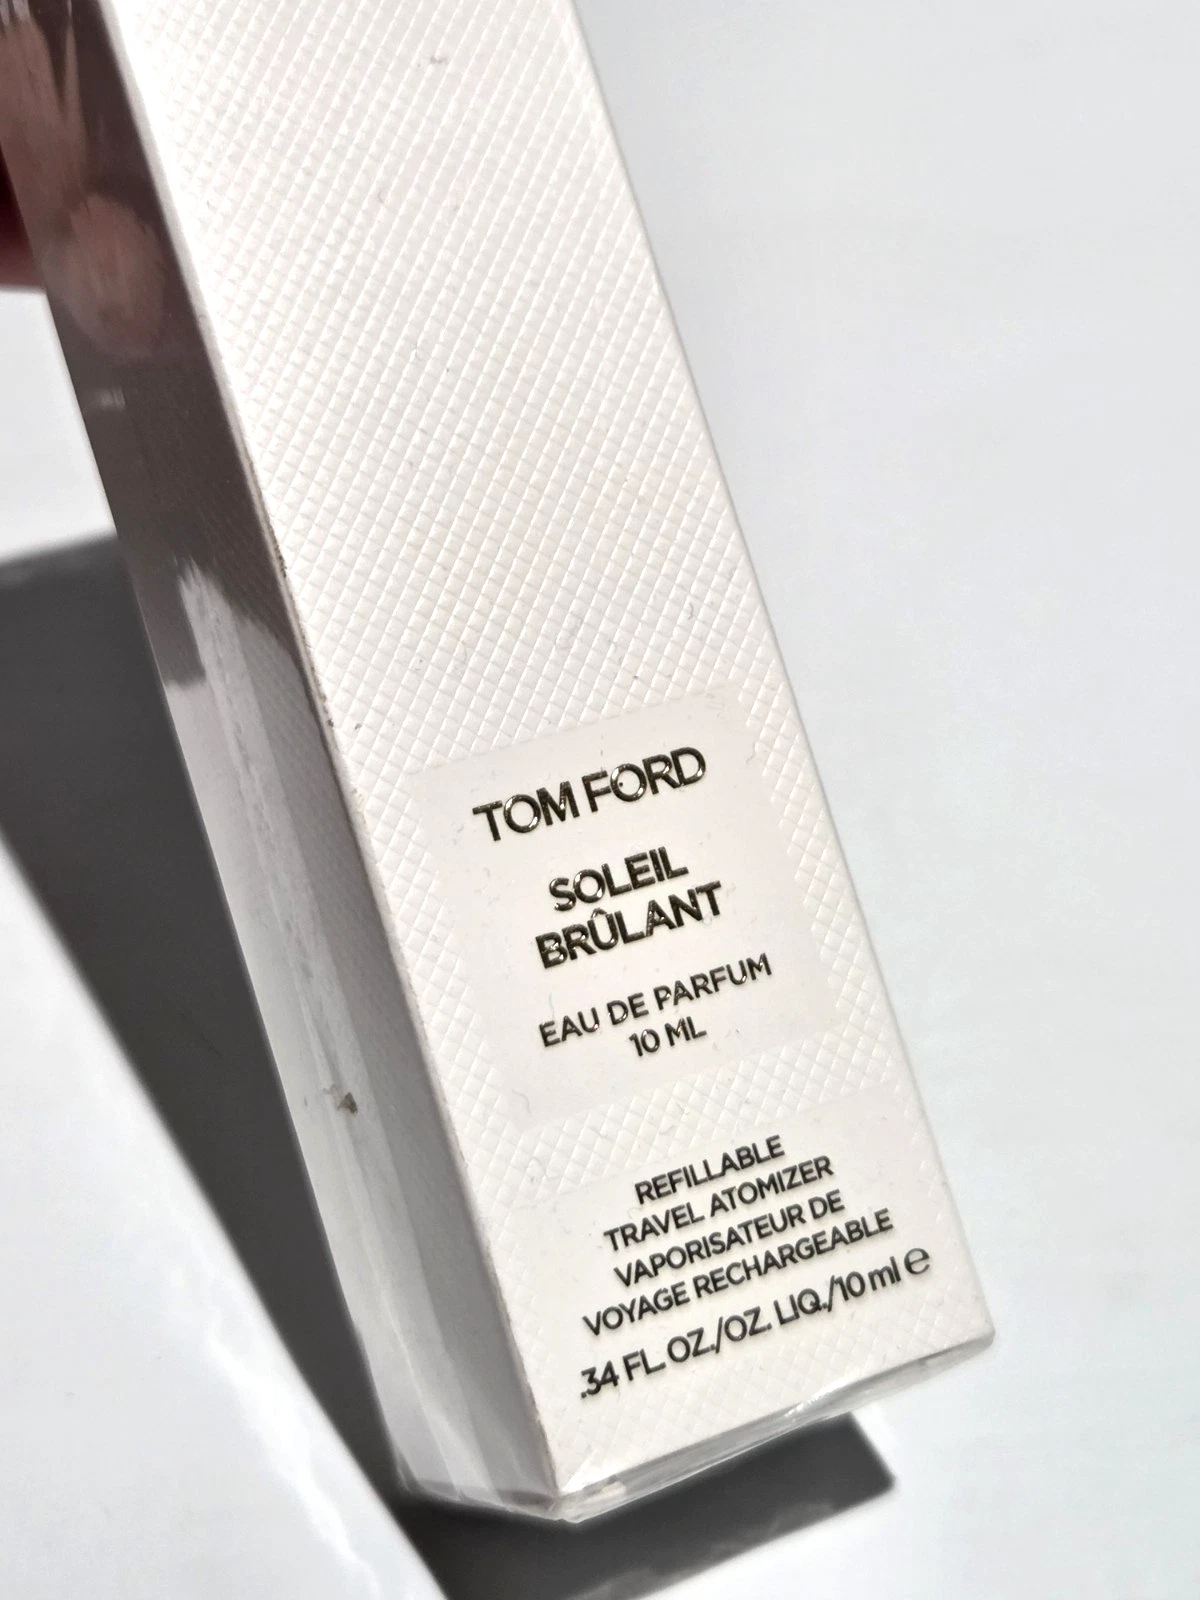 TOM FORD
SOLEIL
BRÛLANT
EAU DE PARFUM
10 ML
REFILLABLE
TRAVEL ATOMIZER
VAPORISATEUR DE
VOYAGE RECHARGEABLE
.34 FL. OZ./OZ. LIQ./10 ml ℮